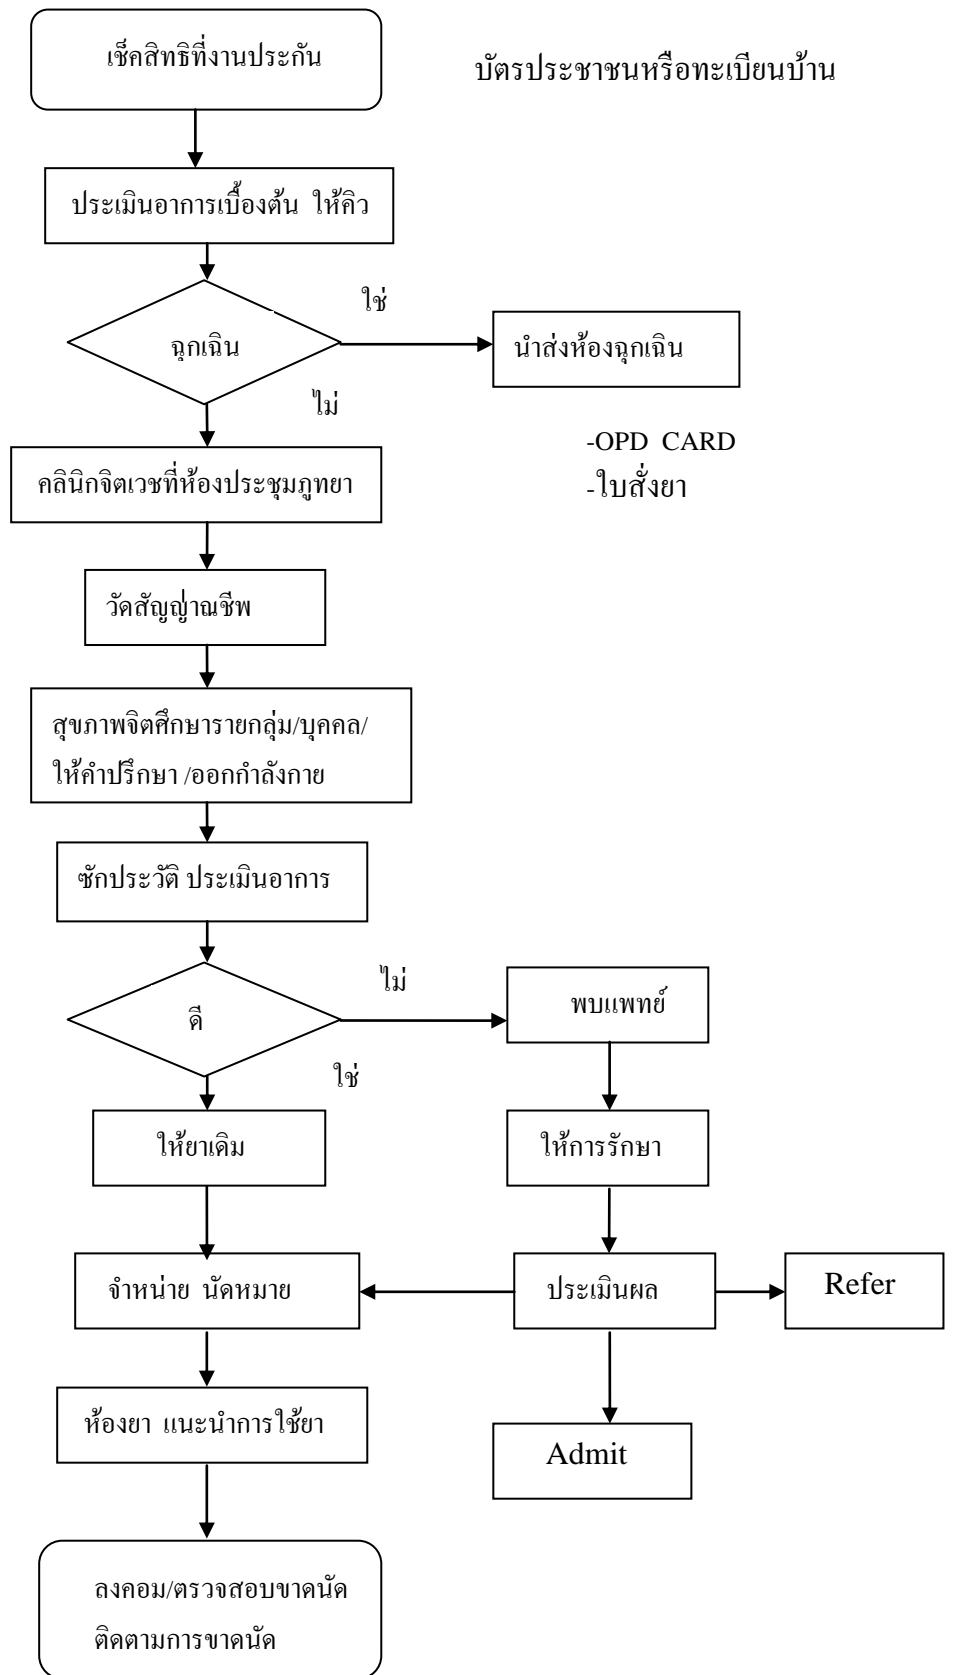 เช็คสิทธิที่งานประกัน
บัตรประชาชนหรือทะเบียนบ้าน
ประเมินอาการเบื้องต้น ให้คิว
ใช่
ฉุกเฉิน
นำส่งห้องฉุกเฉิน
ไม่
-OPD CARD
คลินิกจิตเวชที่ห้องประชุมภูทยา
-ใบสั่งยา
วัดสัญญาณชีพ
สุขภาพจิตศึกษารายกลุ่ม/บุคคล/
ให้คำปรึกษา /ออกกำลังกาย
ซักประวัติ ประเมินอาการ
ไม่
พบแพทย์
ดี
ใช่
ให้ยาเดิม
ให้การรักษา
จำหน่าย นัดหมาย
ประเมินผล
Refer
ห้องยา แนะนำการใช้ยา
Admit
ลงคอม/ตรวจสอบขาดนัด
ติดตามการขาดนัด